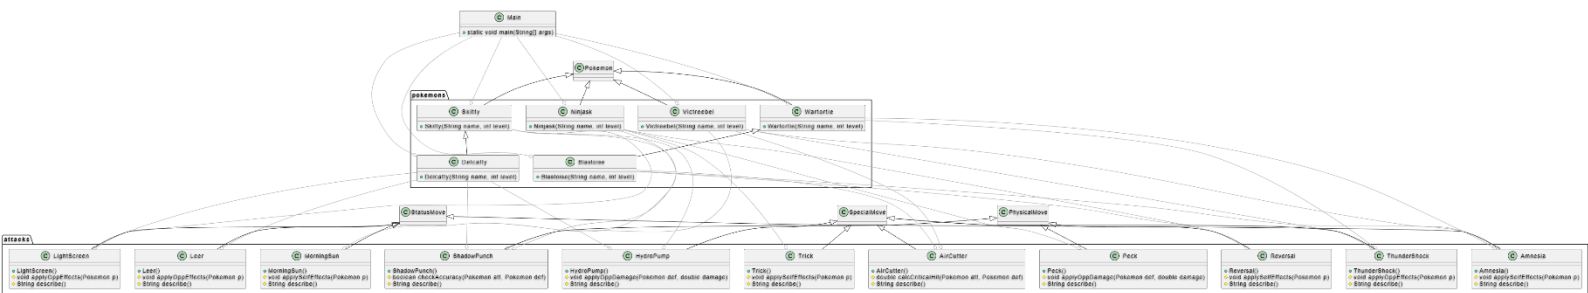 Main
static void main(String[] args)
Pokemon
pokemons
Skitty
Skitty(String name, int level)
Ninjask
Ninjask(String name, int level)
Victreebel
Victreebel(String name, int level)
Wartortle
Wartortle(String name, int level)
Delcatty
Delcatty(String name, int level)
Blastoise
Blastoise(String name, int level)
StatusMove
SpecialMove
PhysicalMove
attacks
LightScreen
LightScreen()
void applyOppEffects(Pokemon p)
String describe()
Leer
Leer()
void applyOppEffects(Pokemon p)
String describe()
MorningSun
MorningSun()
void applySelfEffects(Pokemon p)
String describe()
ShadowPunch
ShadowPunch()
boolean checkAccuracy(Pokemon att, Pokemon def)
String describe()
HydroPump
HydroPump()
void applyOppDamage(Pokemon def, double damage)
String describe()
Trick
Trick()
void applySelfEffects(Pokemon p)
String describe()
AirCutter
AirCutter()
double calcCriticalHit(Pokemon att, Pokemon def)
String describe()
Peck
Peck()
void applyOppDamage(Pokemon def, double damage)
String describe()
Reversal
Reversal()
void applySelfEffects(Pokemon p)
String describe()
ThunderShock
ThunderShock()
void applyOppEffects(Pokemon p)
String describe()
Amnesia
Amnesia()
void applySelfEffects(Pokemon p)
String describe()